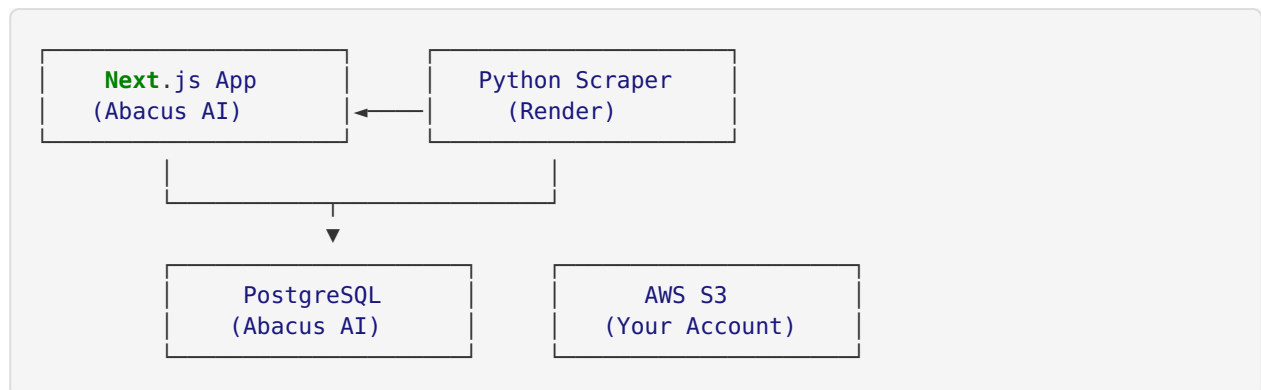 Next.js App
Python Scraper
(Abacus AI)
(Render)
PostgreSQL
AWS S3
(Abacus AI)
(Your Account)